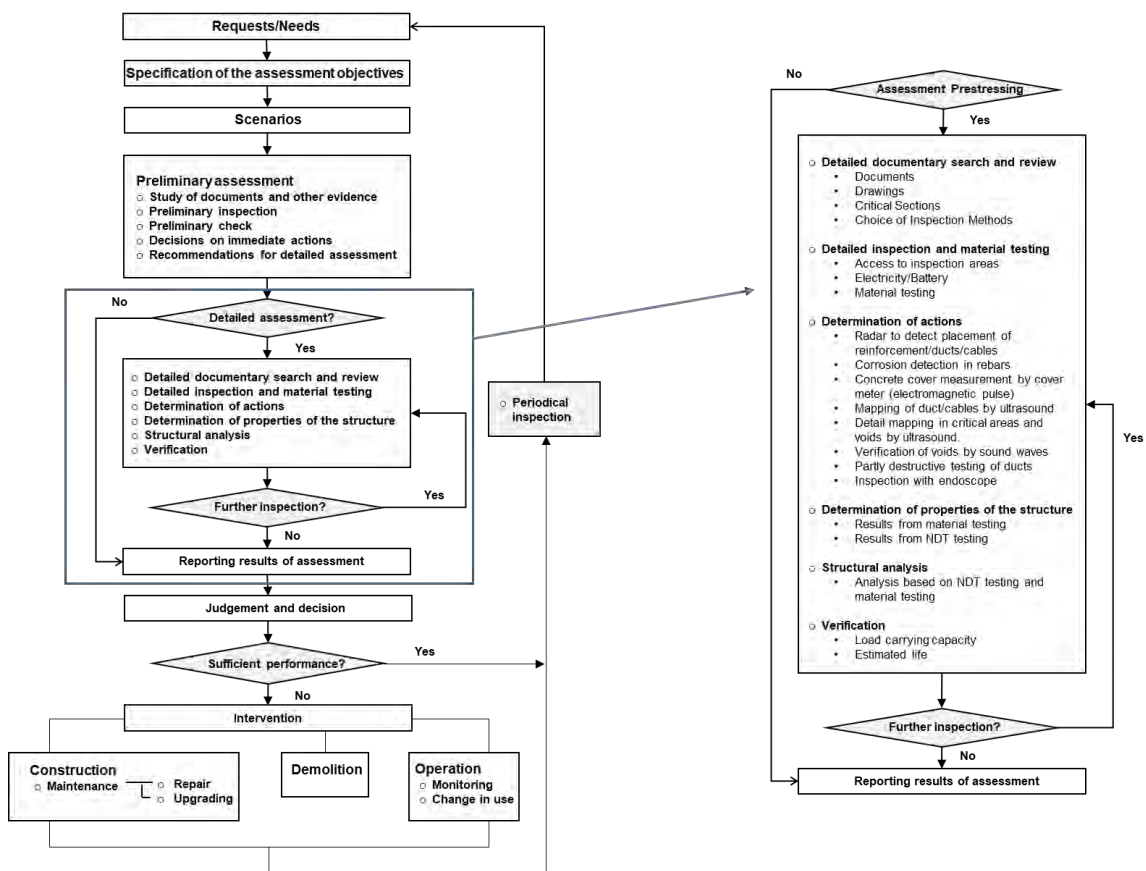 Requests/Needs
Specification of the assessment objectives
Scenarios
Preliminary assessment
Study of documents and other evidence
Preliminary inspection
Preliminary check
Decisions on immediate actions
Recommendations for detailed assessment
No
Detailed assessment?
Yes
Detailed documentary search and review
Detailed inspection and material testing
Determination of actions
Determination of properties of the structure
Structural analysis
Verification
Further inspection?
Yes
No
Reporting results of assessment
Judgement and decision
Sufficient performance?
Yes
No
Intervention
Construction
Maintenance
Repair
Upgrading
Demolition
Operation
Monitoring
Change in use
Periodical
inspection
No
Assessment Prestressing
Yes
Detailed documentary search and review
Documents
Drawings
Critical Sections
Choice of Inspection Methods
Detailed inspection and material testing
Access to inspection areas
Electricity/Battery
Material testing
Determination of actions
Radar to detect placement of
reinforcement/ducts/cables
Corrosion detection in rebars
Concrete cover measurement by cover
meter (electromagnetic pulse)
Mapping of duct/cables by ultrasound
Detail mapping in critical areas and
voids by ultrasound.
Verification of voids by sound waves
Partly destructive testing of ducts
Inspection with endoscope
Determination of properties of the structure
Results from material testing
Results from NDT testing
Structural analysis
Analysis based on NDT testing and
material testing
Verification
Load carrying capacity
Estimated life
Yes
Further inspection?
No
Reporting results of assessment